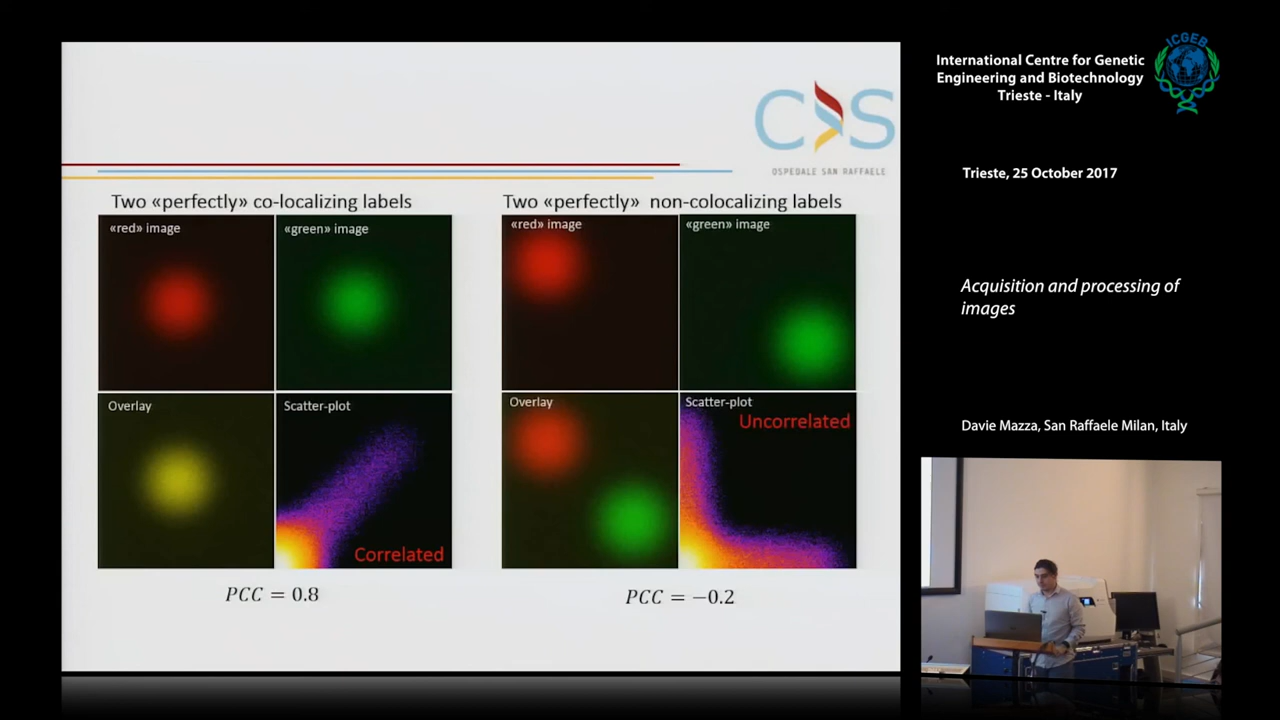 ICGEB
International Centre for Genetic
Engineering and Biotechnology
Trieste - Italy
Trieste, 25 October 2017
Acquisition and processing of
images
Davie Mazza, San Raffaele Milan, Italy
OSPEDALE SAN RAFFAELE
Two «perfectly» co-localizing labels
«red» image
«green» image
Overlay
Scatter-plot
Correlated
PCC = 0.8
Two «perfectly» non-colocalizing labels
«red» image
«green» image
Overlay
Scatter-plot
Uncorrelated
PCC = −0.2